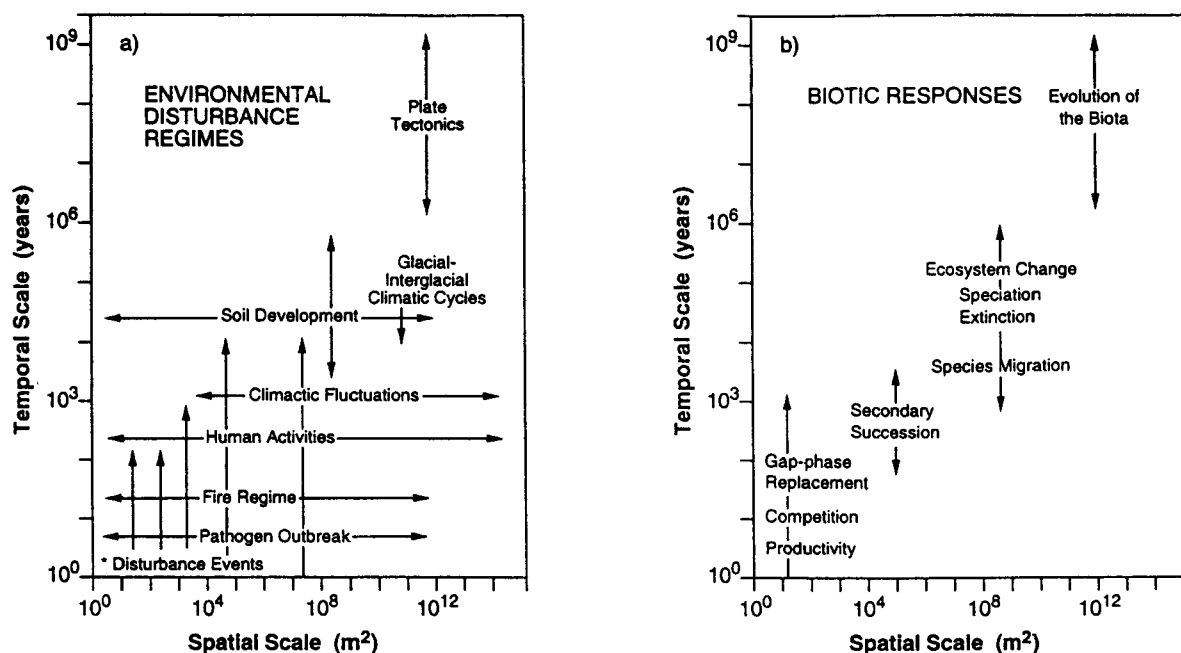 a)
ENVIRONMENTAL
DISTURBANCE
REGIMES
Plate
Tectonics
Glacial-
Interglacial
Climatic Cycles
Soil Development
Climactic Fluctuations
Human Activities
Fire Regime
Pathogen Outbreak
* Disturbance Events
10⁹
10⁶
10³
10⁰
Temporal Scale (years)
10⁰ 10⁴ 10⁸ 10¹²
Spatial Scale (m²)
b)
BIOTIC RESPONSES
Evolution of
the Biota
Ecosystem Change
Speciation
Extinction
Species Migration
Secondary
Succession
Gap-phase
Replacement
Competition
Productivity
10⁹
10⁶
10³
10⁰
Temporal Scale (years)
10⁰ 10⁴ 10⁸ 10¹²
Spatial Scale (m²)